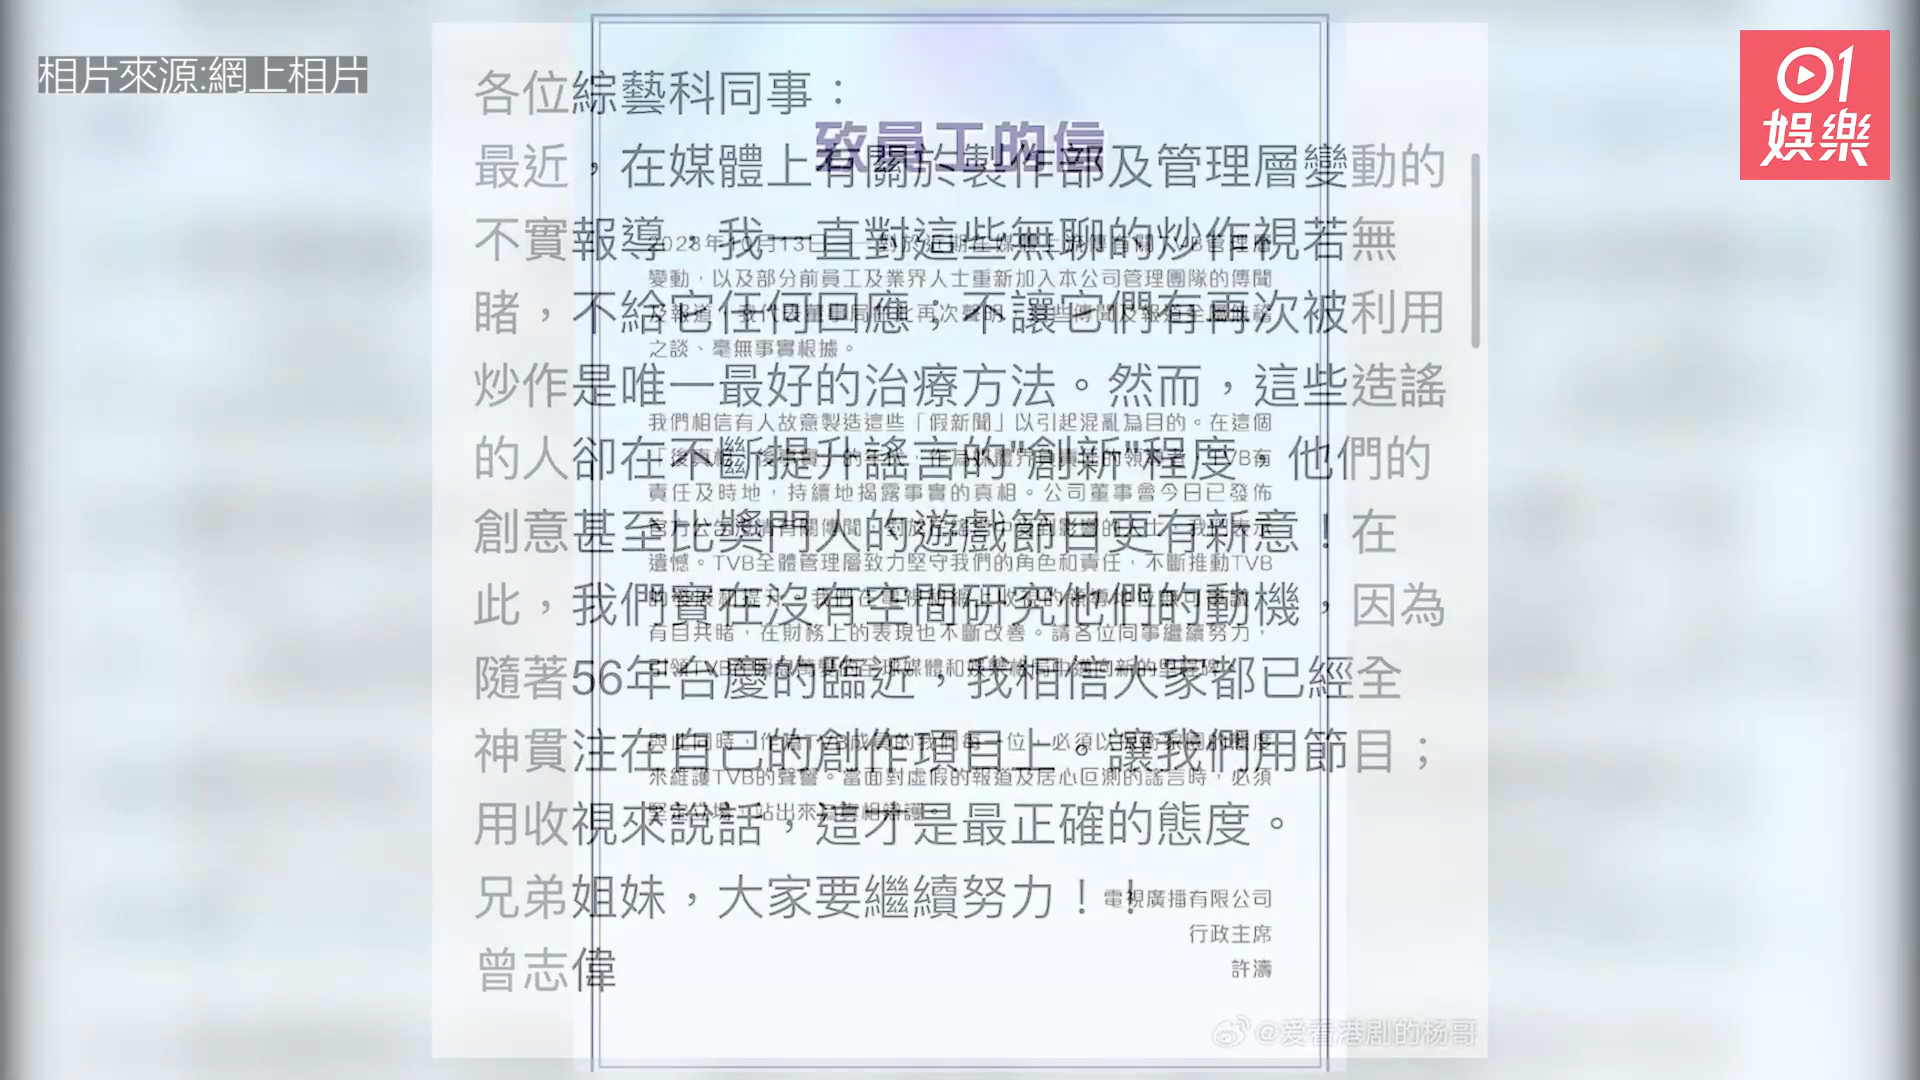 相片來源:網上相片
01
娛樂
各位綜藝科同事：
最近，在媒體上有關於製作部及管理層變動的
不實報導，我一直對這些無聊的炒作視若無
睹，不給它任何回應；不讓它們有再次被利用
炒作是唯一最好的治療方法。然而，這些造謠
的人卻在不斷提升謠言的"創新"程度，他們的
創意甚至比獎門人的遊戲節目更有新意！在
此，我們實在沒有空間研究他們的動機，因為
隨著56年台慶的臨近，我相信大家都已經全
神貫注在自己的創作項目上。讓我們用節目；
用收視來說話，這才是最正確的態度。
兄弟姐妹，大家要繼續努力！！
曾志偉
致員工的信
2023年10月13日
變動，以及部分前員工及業界人士重新加入本公司管理團隊的傳聞
之談、毫無事實根據。
我們相信有人故意製造這些「假新聞」以引起混亂為目的。在這個
責任及時地，持續地揭露事實的真相。公司董事會今日已發佈
遺憾。TVB全體管理層致力堅守我們的角色和責任，不斷推動TVB
有目共睹，在財務上的表現也不斷改善。請各位同事繼續努力，
來維護TVB的聲譽。當面對虛假的報道及居心叵測的謠言時，必須
電視廣播有限公司
行政主席
許濤
@爱看港剧的杨哥